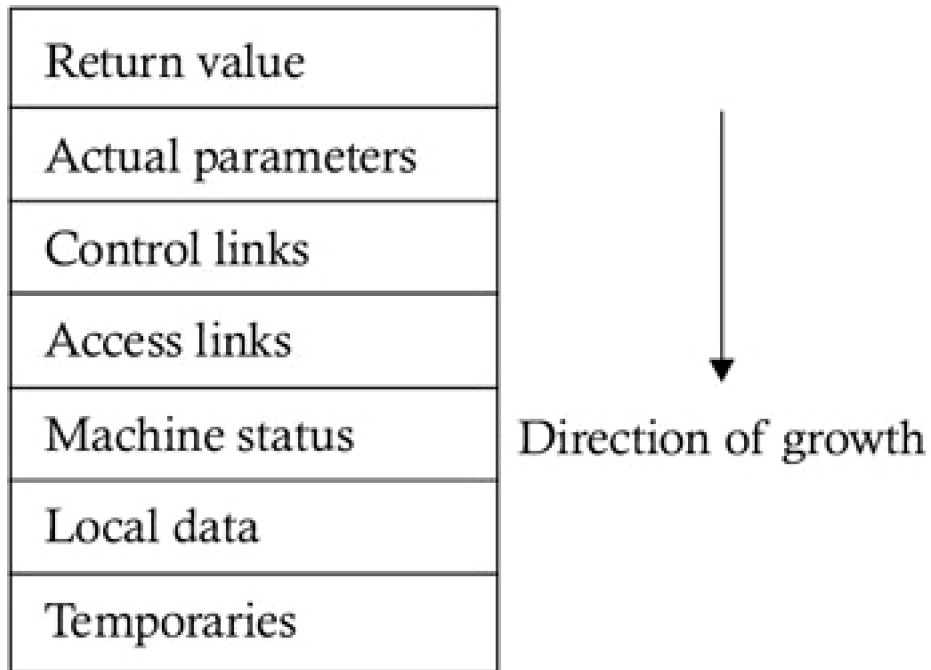 Return value
Actual parameters
Control links
Access links
Machine status
Direction of growth
Local data
Temporaries